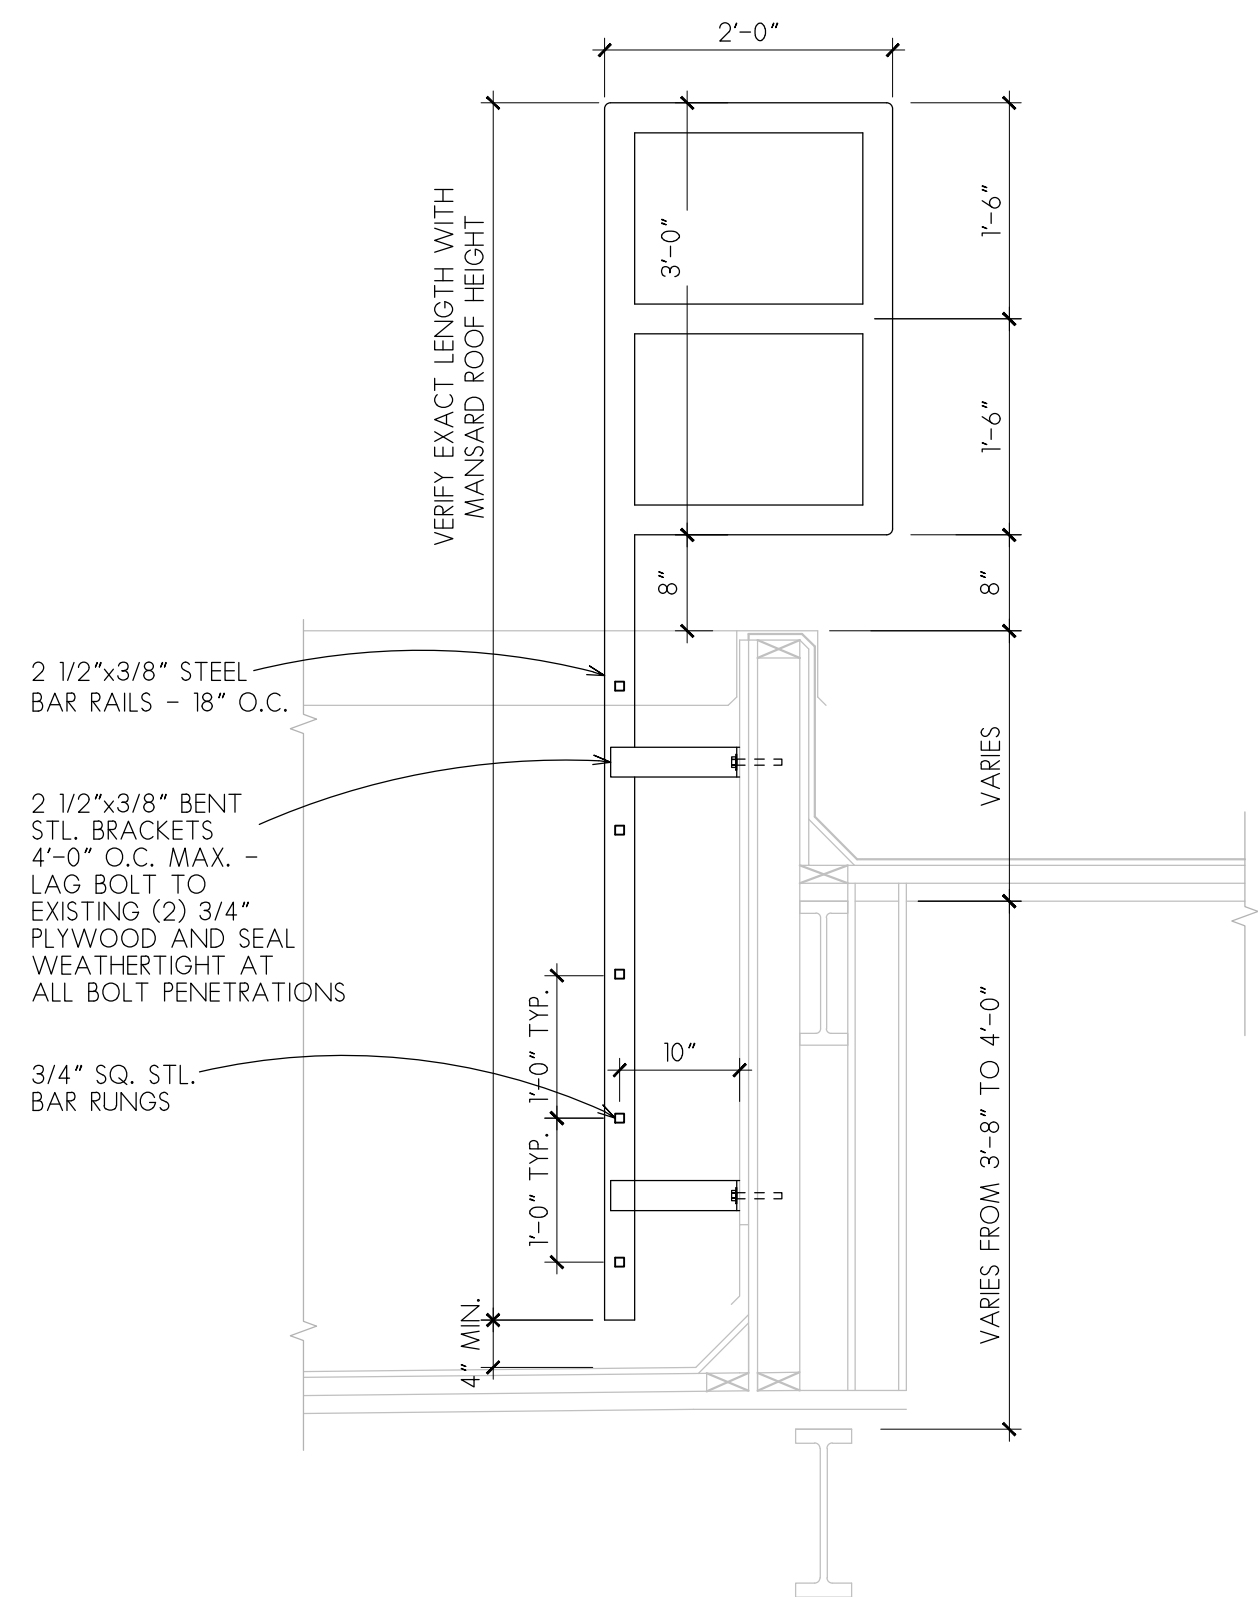 2'-0"
VERIFY EXACT LENGTH WITH
MANSARD ROOF HEIGHT
3'-0"
1'-6"
1'-6"
8"
8"
2 1/2"x3/8" STEEL
BAR RAILS - 18" O.C.
VARIES
2 1/2"x3/8" BENT
STL. BRACKETS
4'-0" O.C. MAX. -
LAG BOLT TO
EXISTING (2) 3/4"
PLYWOOD AND SEAL
WEATHERTIGHT AT
ALL BOLT PENETRATIONS
1'-0" TYP.
10"
3/4" SQ. STL.
BAR RUNGS
1'-0" TYP.
VARIES FROM 3'-8" TO 4'-0"
4" MIN.